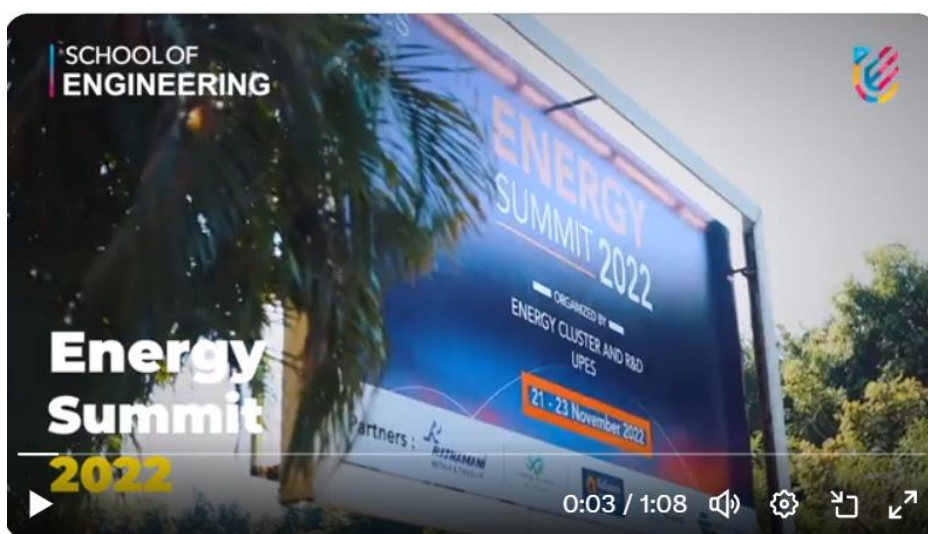 SCHOOL OF
ENGINEERING
ENERGY
SUMMIT 2022
ORGANIZED BY
ENERGY CLUSTER AND R&D
UPES
21 - 23 November 2022
Partners :
RATNAMANI
Energy
Summit
2022
0:03 / 1:08